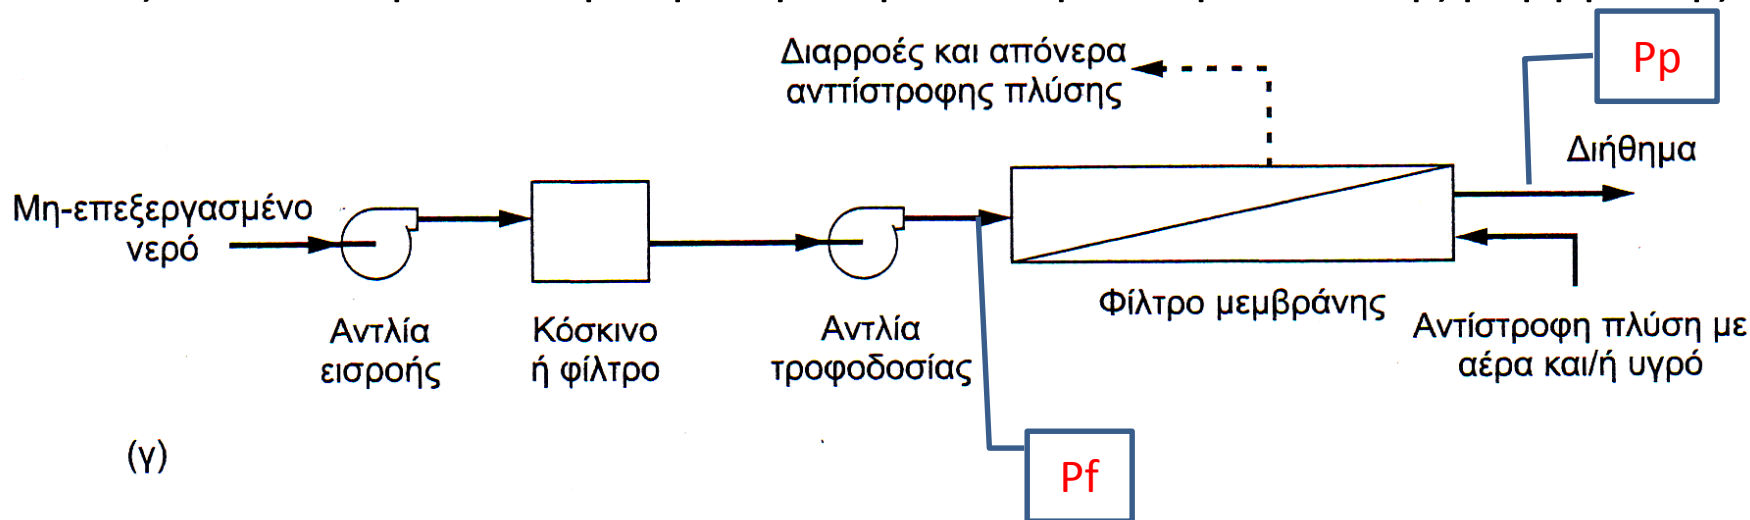 Διαρροές και απόνερα
ανττίστροφης πλύσης
Pp
Διήθημα
Μη-επεξεργασμένο
νερό
Αντλία
εισροής
Κόσκινο
ή φίλτρο
Αντλία
τροφοδοσίας
Φίλτρο μεμβράνης
Αντίστροφη πλύση με
αέρα και/ή υγρό
(γ)
Pf